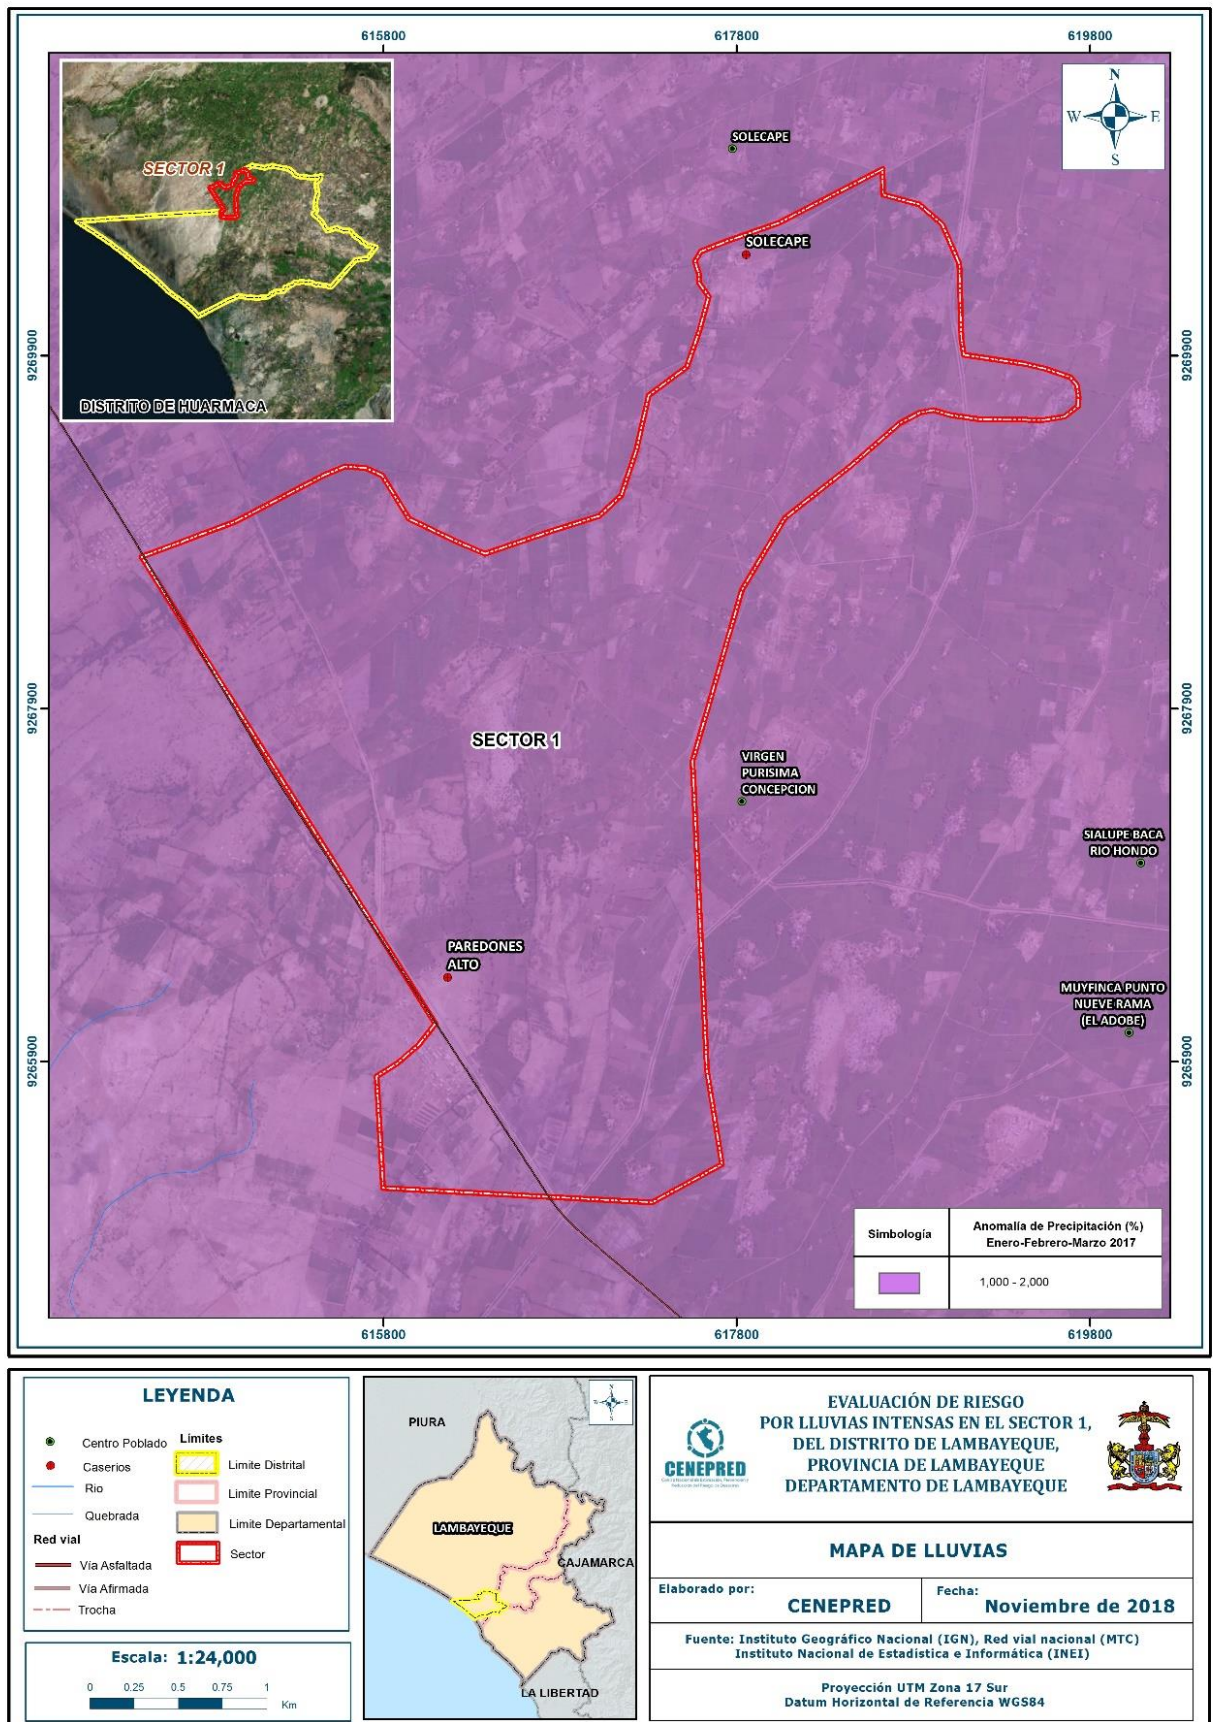 615800
617800
619800
N
W
E
S
SECTOR 1
DISTRITO DE HUARMACA
SOLECAPE
SOLECAPE
9269900
9269900
9267900
9267900
SECTOR 1
VIRGEN
PURISIMA
CONCEPCION
SIALUPE BACA
RIO HONDO
PAREDONES
ALTO
MUYFINCA PUNTO
NUEVE RAMA
(EL ADOBE)
9265900
9265900
Simbología
Anomalía de Precipitación (%)
Enero-Febrero-Marzo 2017
1,000 - 2,000
615800
617800
619800
LEYENDA
Centro Poblado
Caserios
Rio
Quebrada
Red vial
Vía Asfaltada
Vía Afirmada
Trocha
Limites
Limite Distrital
Limite Provincial
Limite Departamental
Sector
Escala: 1:24,000
0 0.25 0.5 0.75 1
Km
PIURA
LAMBAYEQUE
CAJAMARCA
LA LIBERTAD
CENEPRED
EVALUACIÓN DE RIESGO
POR LLUVIAS INTENSAS EN EL SECTOR 1,
DEL DISTRITO DE LAMBAYEQUE,
PROVINCIA DE LAMBAYEQUE
DEPARTAMENTO DE LAMBAYEQUE
MAPA DE LLUVIAS
Elaborado por:
CENEPRED
Fecha:
Noviembre de 2018
Fuente: Instituto Geográfico Nacional (IGN), Red vial nacional (MTC)
Instituto Nacional de Estadística e Informática (INEI)
Proyección UTM Zona 17 Sur
Datum Horizontal de Referencia WGS84